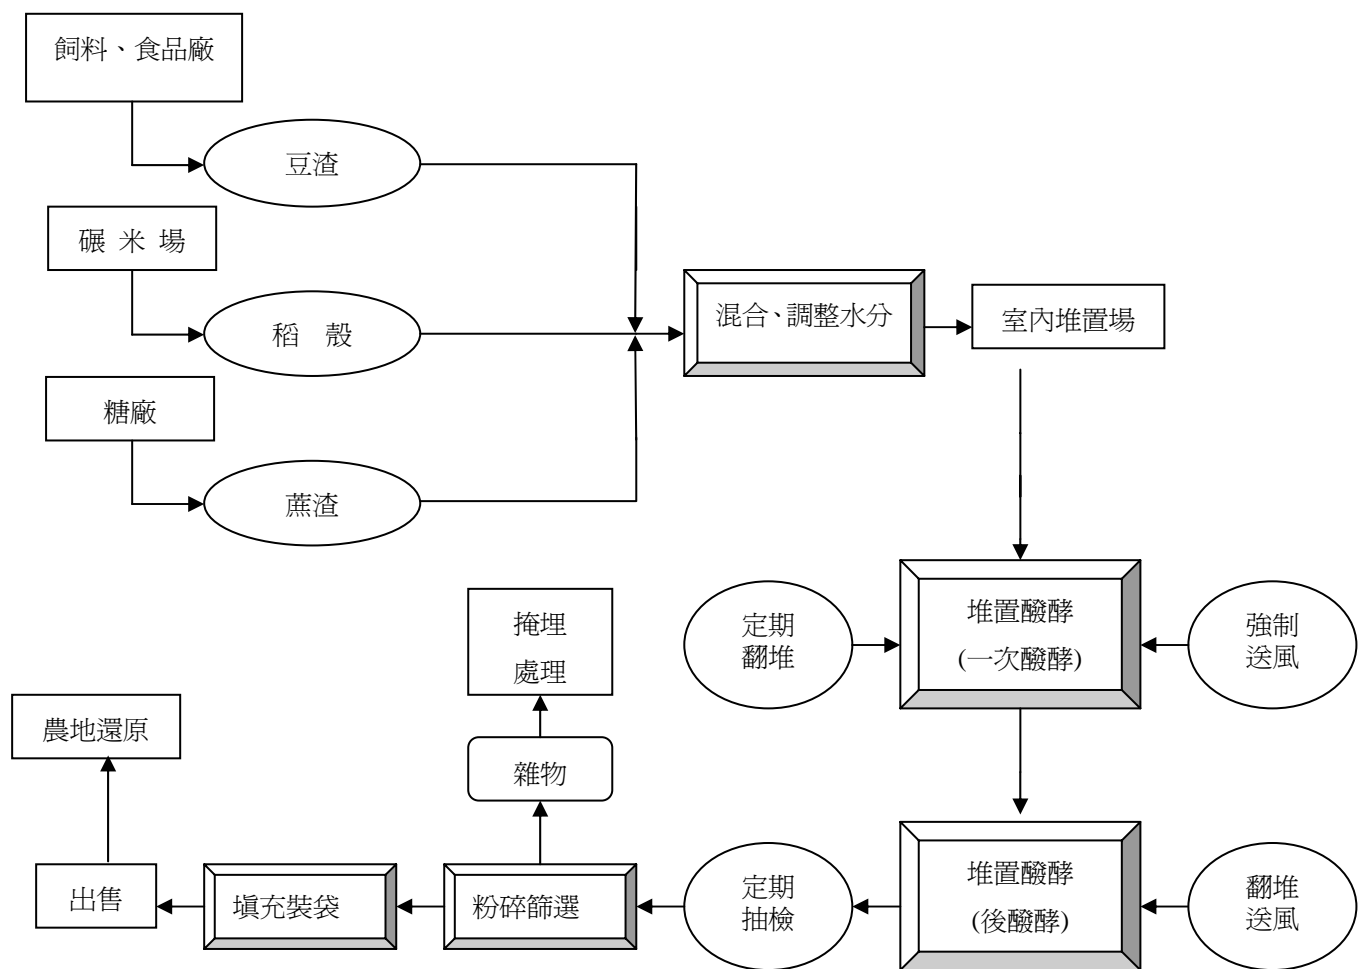 飼料、食品廠
豆渣
碾米場
稻殼
糖廠
蔗渣
混合、調整水分
室內堆置場
定期
翻堆
堆置醱酵
(一次醱酵)
強制
送風
掩埋
處理
雜物
農地還原
出售
填充裝袋
粉碎篩選
定期
抽檢
堆置醱酵
(後醱酵)
翻堆
送風